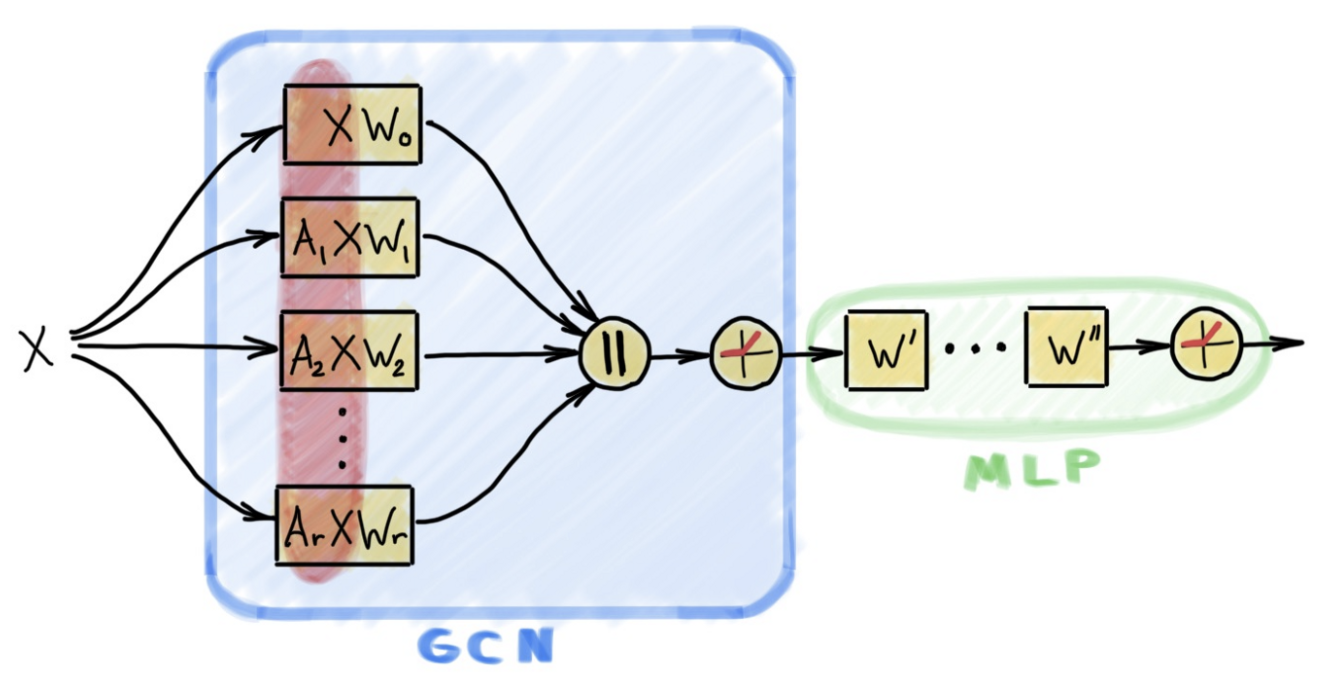 X
XW₀
A₁XW₁
A₂XW₂
⋮
AᵣXWᵣ
||
W' ... W"
GCN
MLP